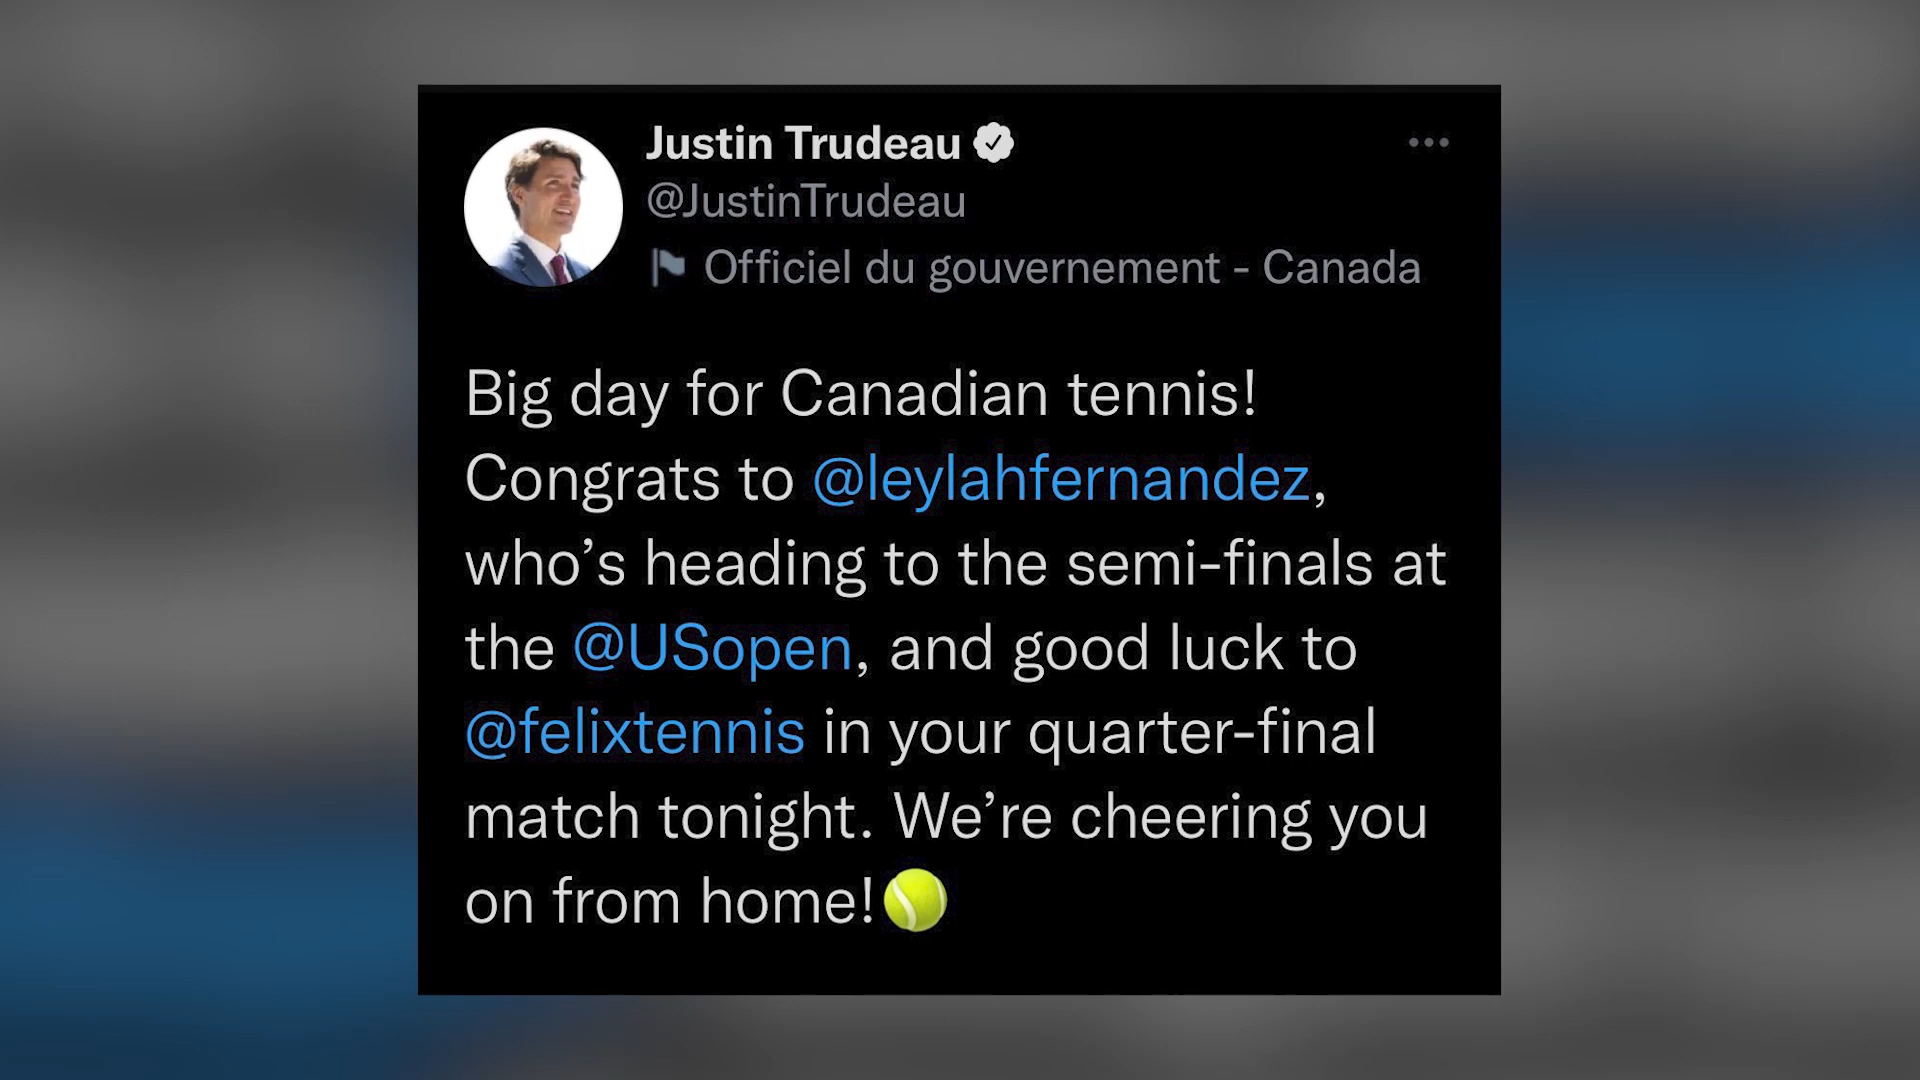 Justin Trudeau
@JustinTrudeau
Officiel du gouvernement - Canada
Big day for Canadian tennis!
Congrats to @leylahfernandez,
who’s heading to the semi-finals at
the @USopen, and good luck to
@felixtennis in your quarter-final
match tonight. We’re cheering you
on from home!🎾